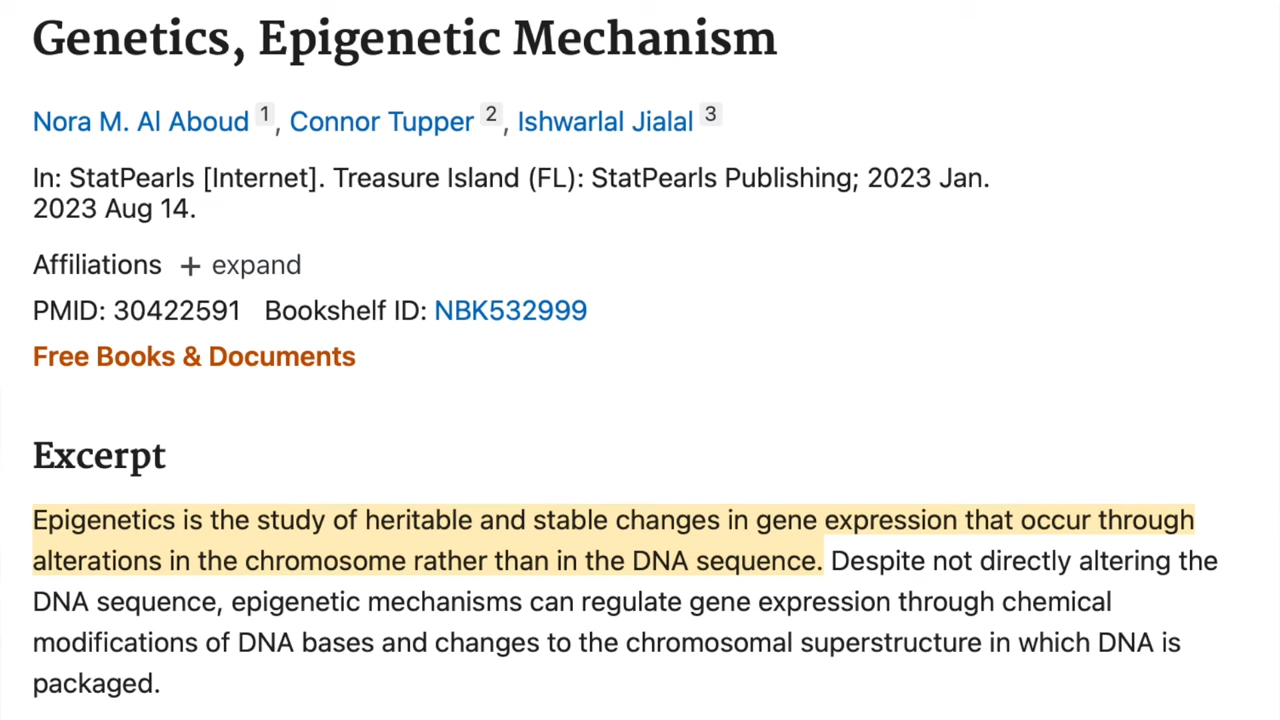 Genetics, Epigenetic Mechanism
Nora M. Al Aboud 1, Connor Tupper 2, Ishwarlal Jialal 3
In: StatPearls [Internet]. Treasure Island (FL): StatPearls Publishing; 2023 Jan.
2023 Aug 14.
Affiliations + expand
PMID: 30422591 Bookshelf ID: NBK532999
Free Books & Documents
Excerpt
Epigenetics is the study of heritable and stable changes in gene expression that occur through
alterations in the chromosome rather than in the DNA sequence. Despite not directly altering the
DNA sequence, epigenetic mechanisms can regulate gene expression through chemical
modifications of DNA bases and changes to the chromosomal superstructure in which DNA is
packaged.